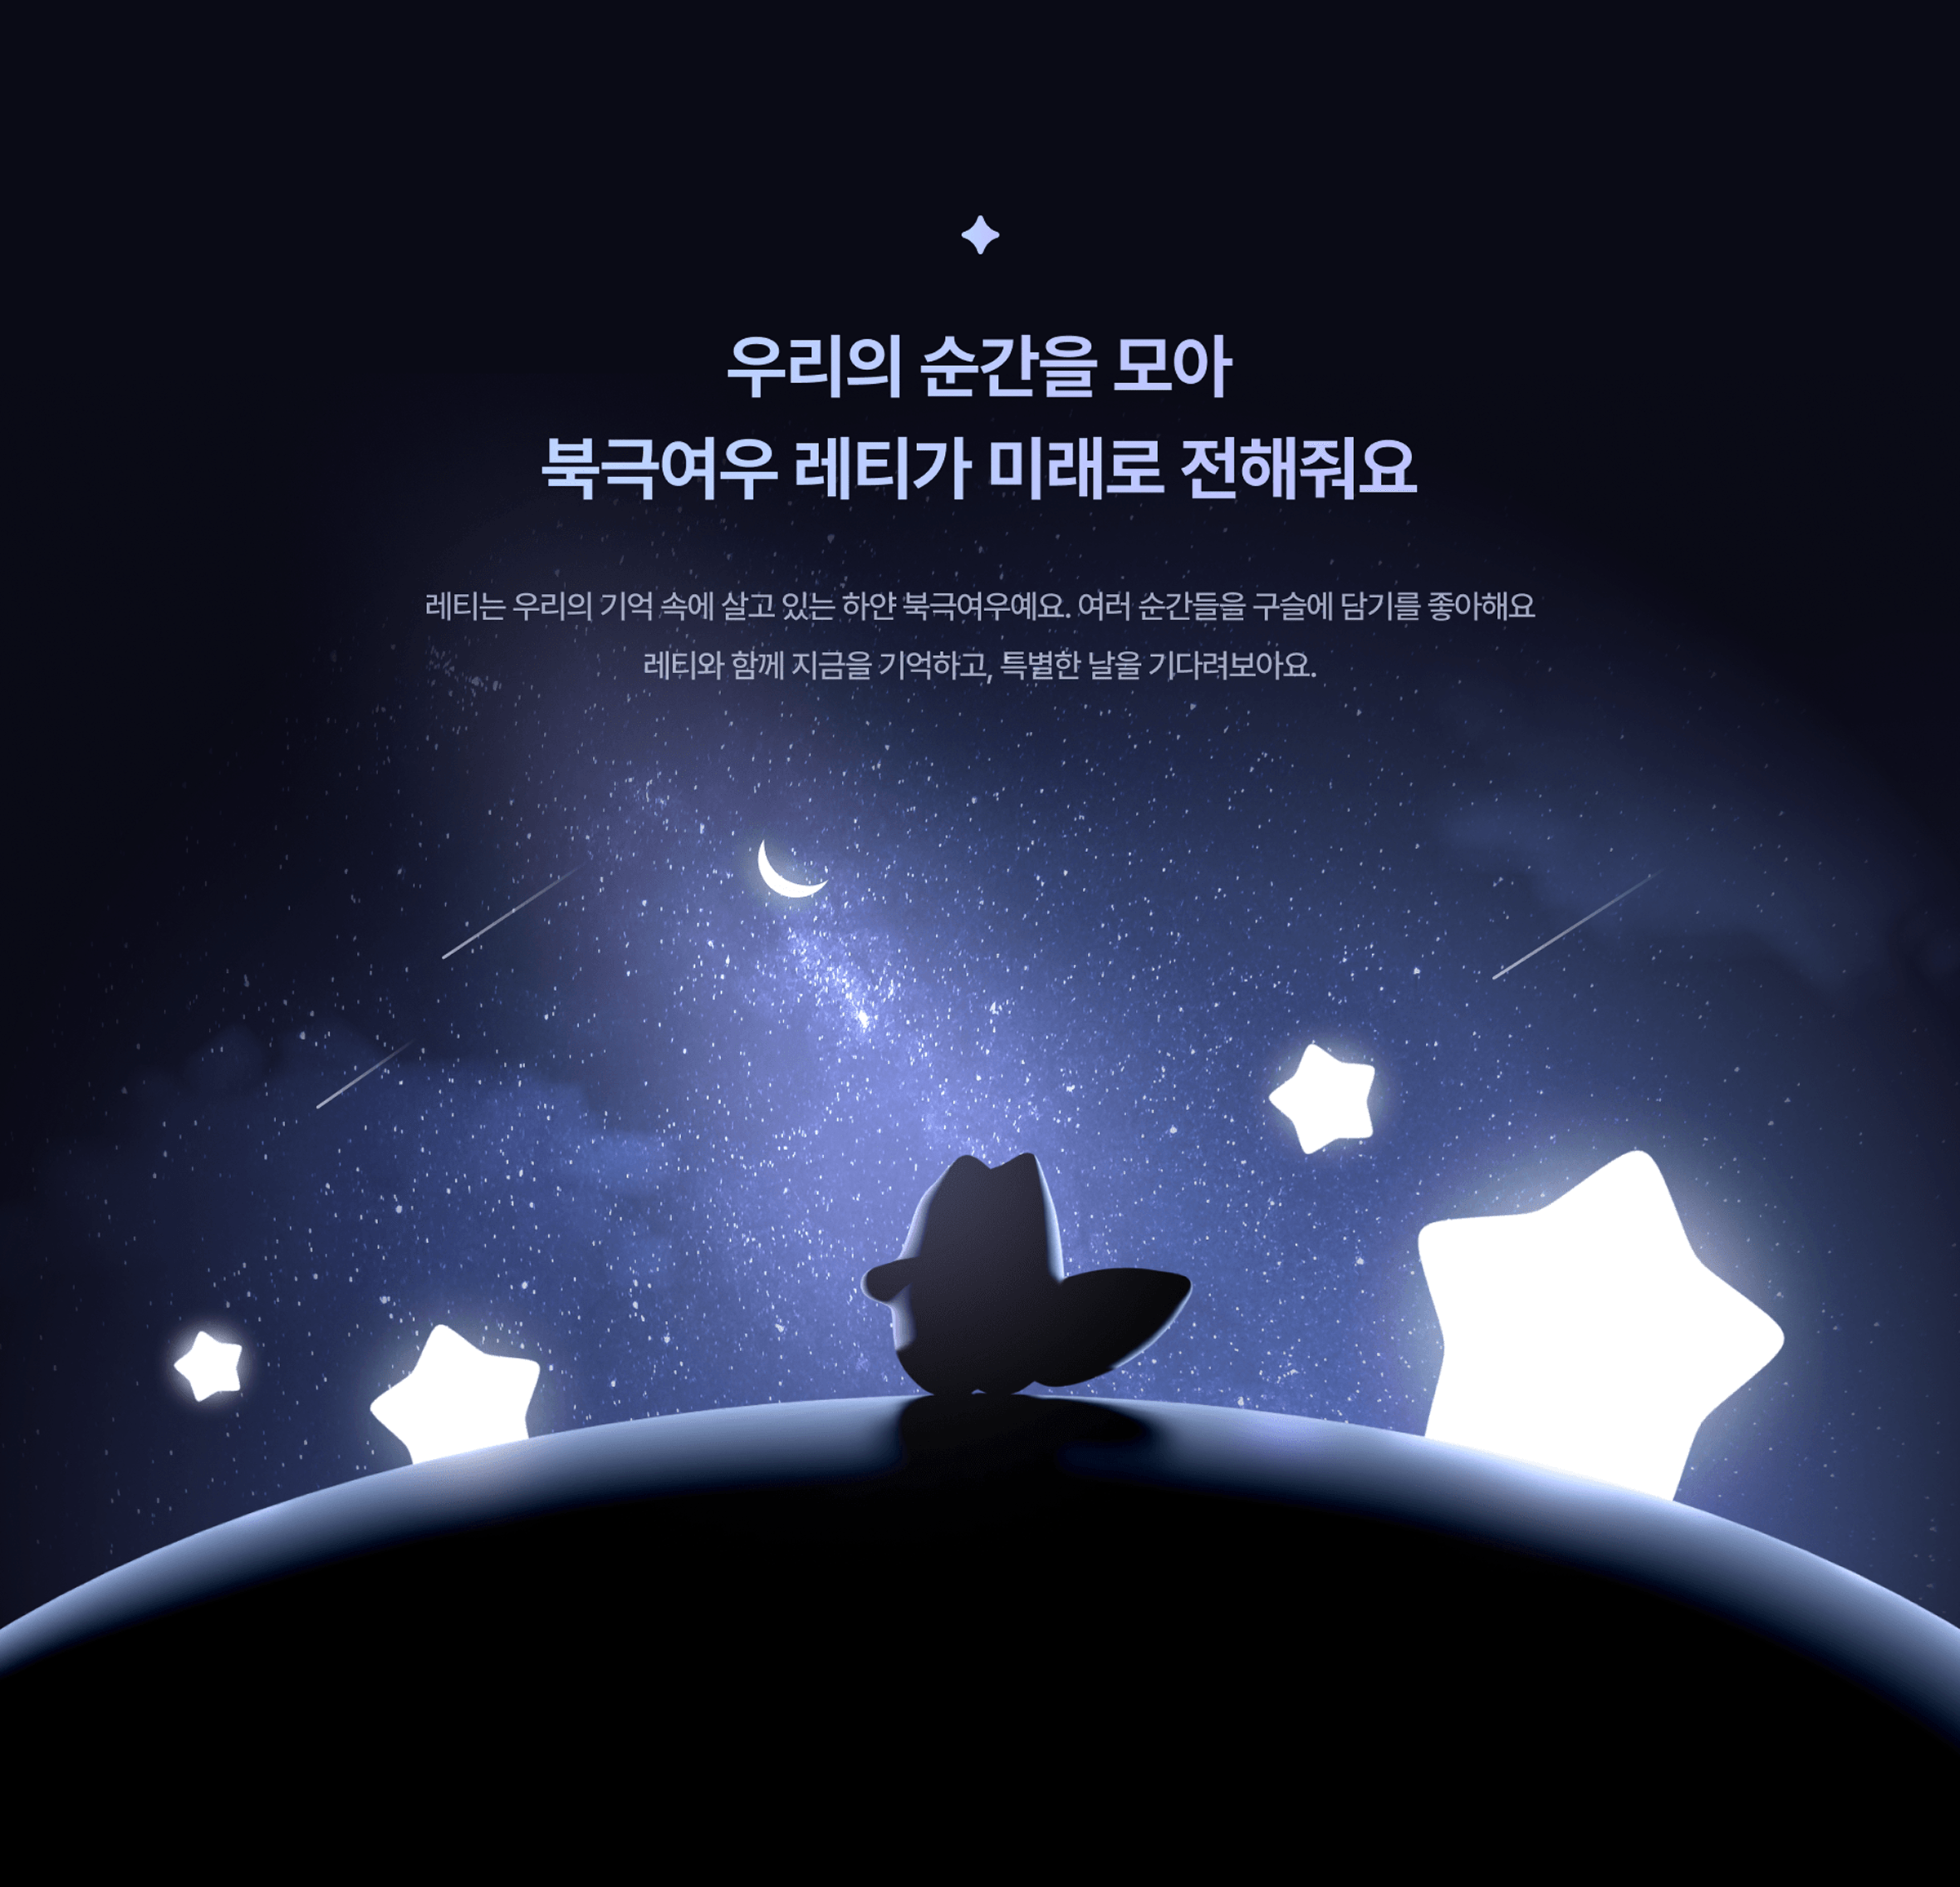 우리의 순간을 모아
북극여우 레티가 미래로 전해줘요
레티는 우리의 기억 속에 살고 있는 하얀 북극여우예요. 여러 순간들을 구슬에 담기를 좋아해요
레티와 함께 지금을 기억하고, 특별한 날을 기다려보아요.